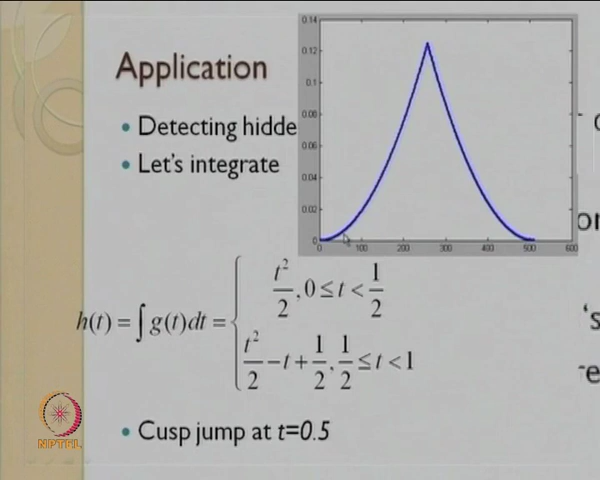 Application
• Detecting hidde
• Let's integrate
0.14
0.12
0.1
0.08
0.06
0.04
0.02
0
0 100 200 300 400 500 600
h(t) = ∫ g(t)dt = { t²/2, 0 ≤ t < 1/2
t²/2 − t + 1/2, 1/2 ≤ t < 1
• Cusp jump at t=0.5
on
's
re
NPTEL